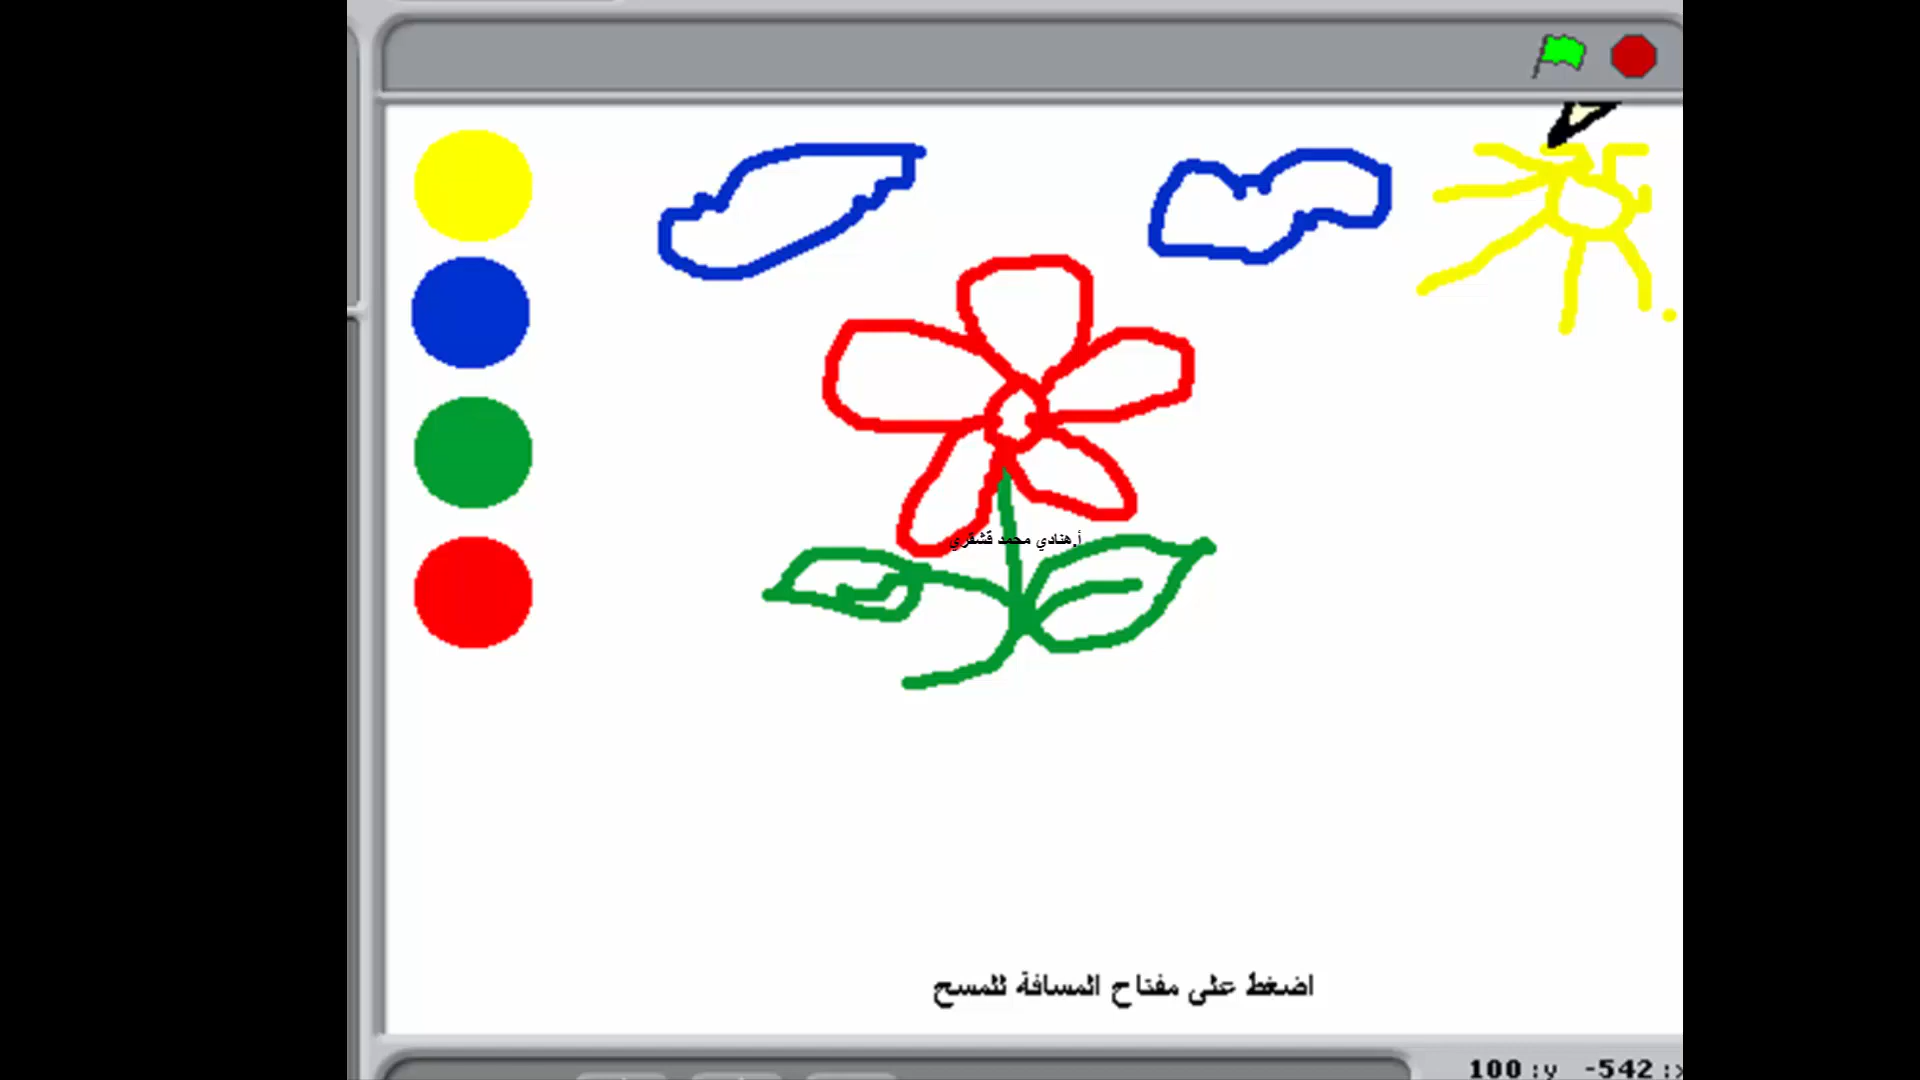 أ.هنادي محمد قشقري
اضغط على مفتاح المسافة للمسح
100 :y -542 :x